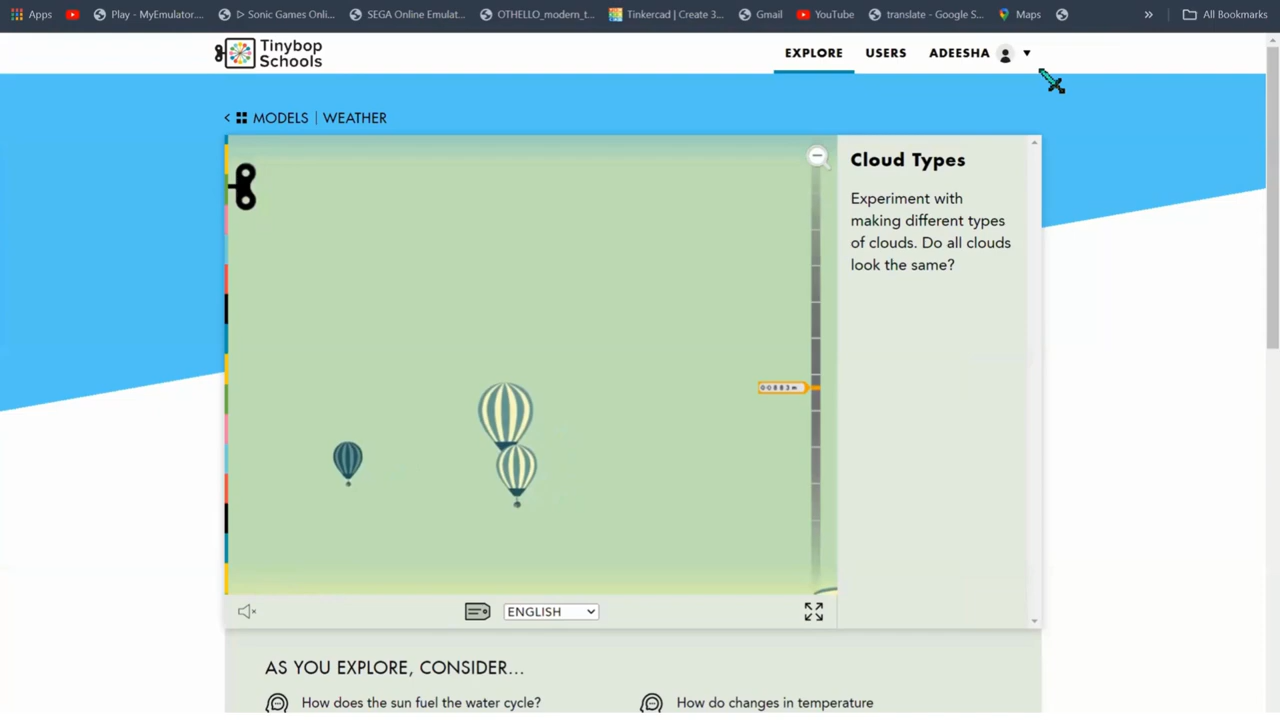 Apps
Play - MyEmulator....
▷ Sonic Games Onli...
SEGA Online Emulat...
OTHELLO_modern_t...
Tinkercad | Create 3...
Gmail
YouTube
translate - Google S...
Maps
»
All Bookmarks
Tinybop
Schools
EXPLORE
USERS
ADEESHA
< MODELS | WEATHER
Cloud Types
Experiment with
making different types
of clouds. Do all clouds
look the same?
00883m
ENGLISH
AS YOU EXPLORE, CONSIDER...
How does the sun fuel the water cycle?
How do changes in temperature